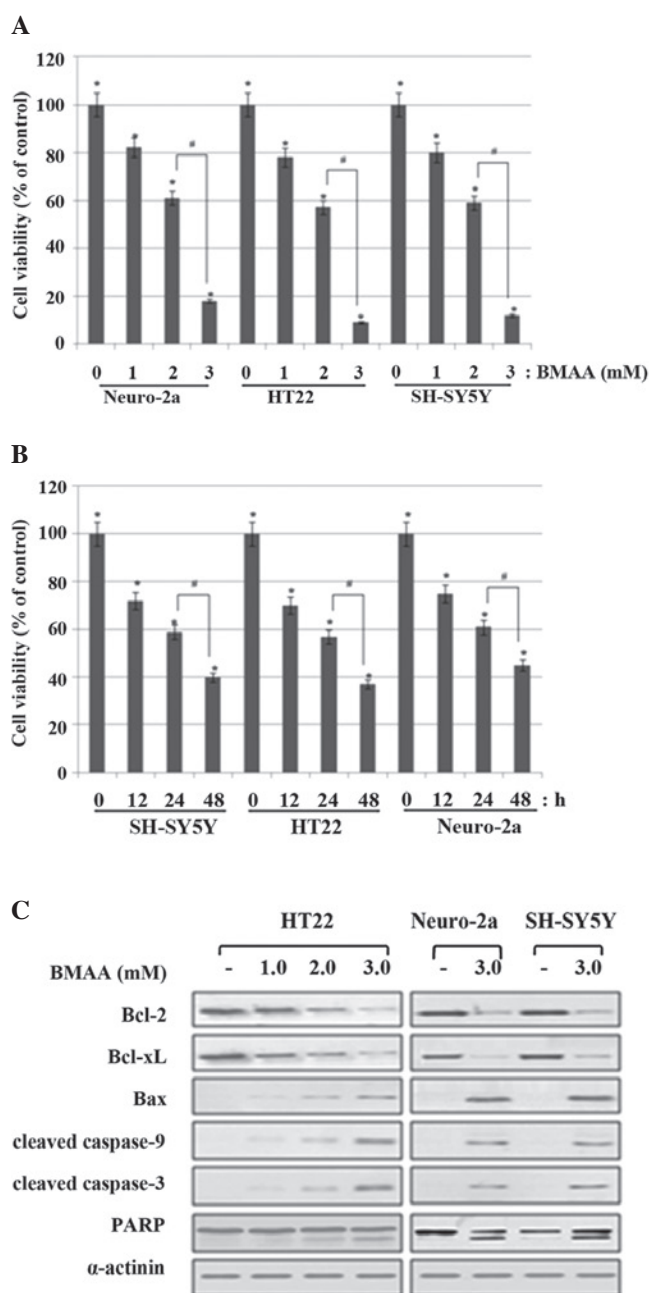 A
Cell viability (% of control)
120
100
80
60
40
20
0
* # * * * * * * * * * *
# # #
0 1 2 3 0 1 2 3 0 1 2 3 : BMAA (mM)
Neuro-2a HT22 SH-SY5Y
B
Cell viability (% of control)
120
100
80
60
40
20
0
* * * * * * * * * * *
# # #
0 12 24 48 0 12 24 48 0 12 24 48 : h
SH-SY5Y HT22 Neuro-2a
C
HT22 Neuro-2a SH-SY5Y
BMAA (mM) - 1.0 2.0 3.0 - 3.0 - 3.0
Bcl-2
Bcl-xL
Bax
cleaved caspase-9
cleaved caspase-3
PARP
α-actinin